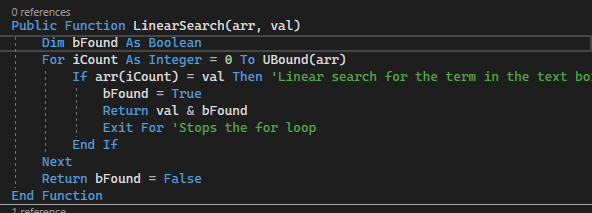 0 references
Public Function LinearSearch(arr, val)
Dim bFound As Boolean
For iCount As Integer = 0 To UBound(arr)
If arr(iCount) = val Then 'Linear search for the term in the text bo
bFound = True
Return val & bFound
Exit For 'Stops the for loop
End If
Next
Return bFound = False
End Function
1 reference